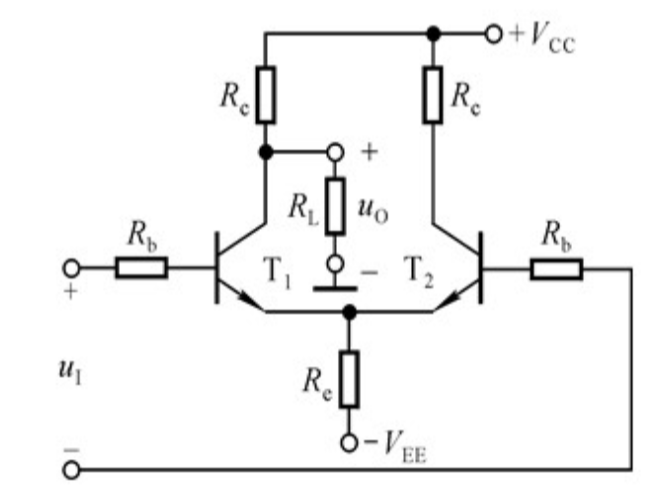 +V_CC
R_c
R_c
+
R_L
u_O
R_b
R_b
T_1
−
T_2
+
u_I
R_e
−V_EE
−